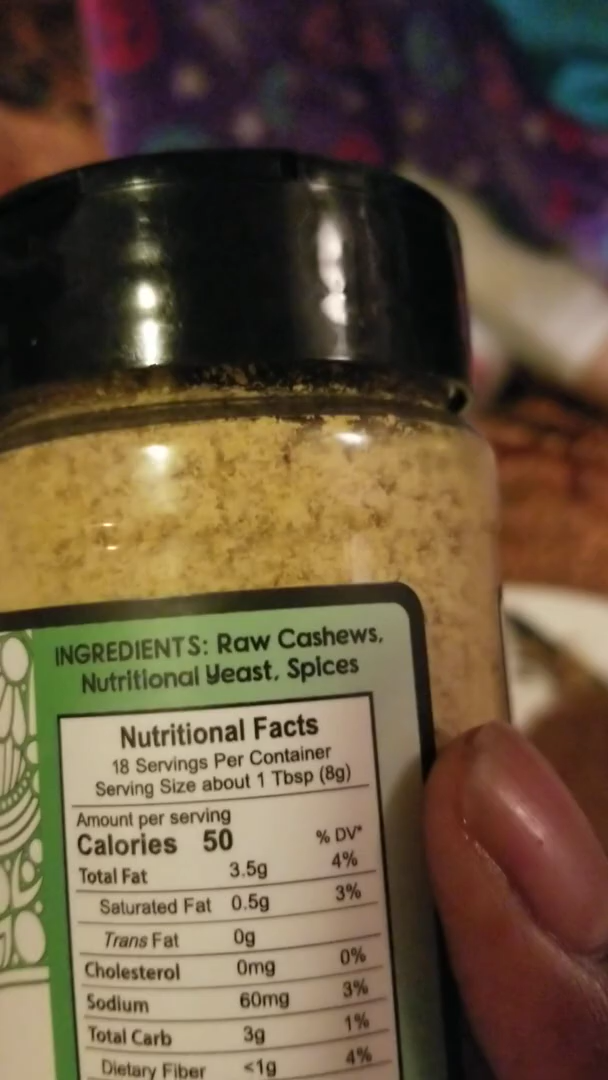 INGREDIENTS: Raw Cashews,
Nutritional Yeast, Spices
Nutritional Facts
18 Servings Per Container
Serving Size about 1 Tbsp (8g)
Amount per serving
Calories 50 % DV*
Total Fat 3.5g 4%
Saturated Fat 0.5g 3%
Trans Fat 0g
Cholesterol 0mg 0%
Sodium 60mg 3%
Total Carb 3g 1%
Dietary Fiber <1g 4%